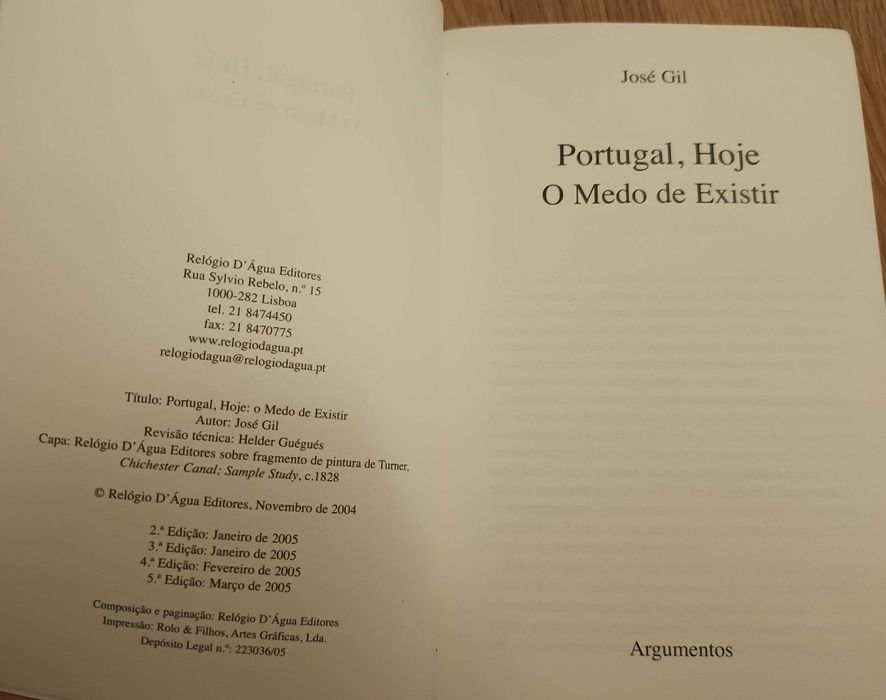 Relógio D'Água Editores
Rua Sylvio Rebelo, n.º 15
1000-282 Lisboa
tel. 21 8474450
fax: 21 8470775
www.relogiodagua.pt
relogiodagua@relogiodagua.pt
Título: Portugal, Hoje: o Medo de Existir
Autor: José Gil
Revisão técnica: Helder Guégués
Capa: Relógio D'Água Editores sobre fragmento de pintura de Turner,
Chichester Canal; Sample Study, c.1828
© Relógio D'Água Editores, Novembro de 2004
2.ª Edição: Janeiro de 2005
3.ª Edição: Janeiro de 2005
4.ª Edição: Fevereiro de 2005
5.ª Edição: Março de 2005
Composição e paginação: Relógio D'Água Editores
Impressão: Rolo & Filhos, Artes Gráficas, Lda.
Depósito Legal n.º: 223036/05
José Gil
Portugal, Hoje
O Medo de Existir
Argumentos